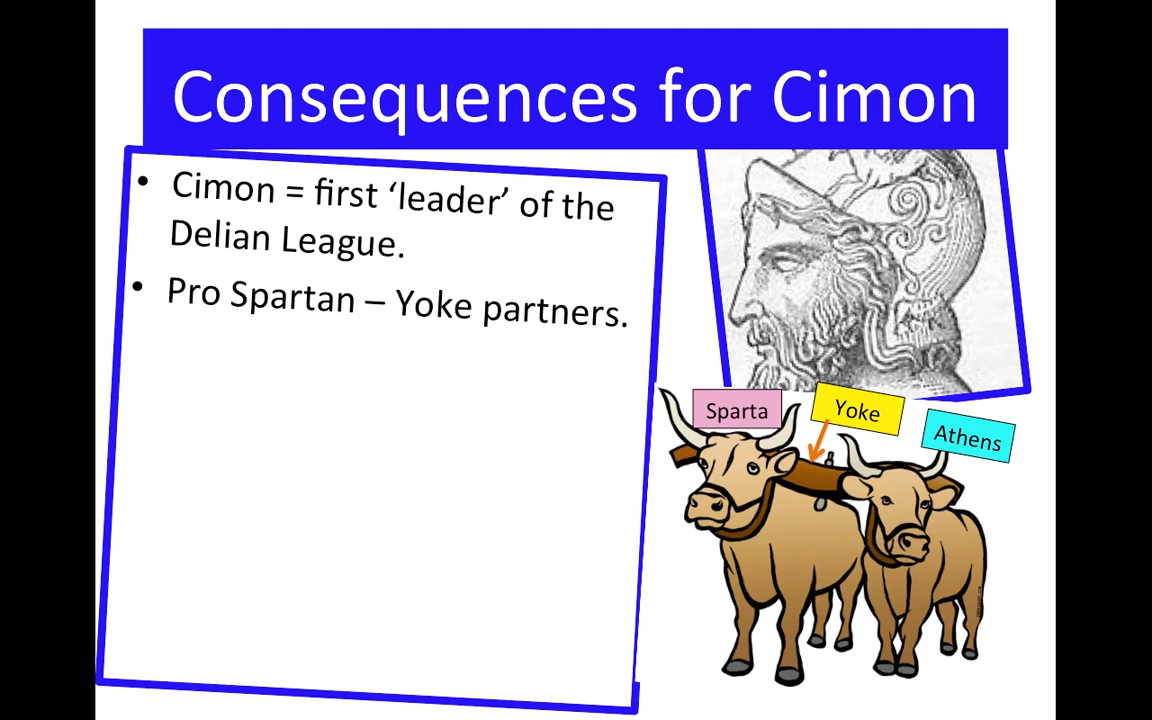 Consequences for Cimon
• Cimon = first ‘leader’ of the
Delian League.
• Pro Spartan – Yoke partners.
Sparta
Yoke
Athens